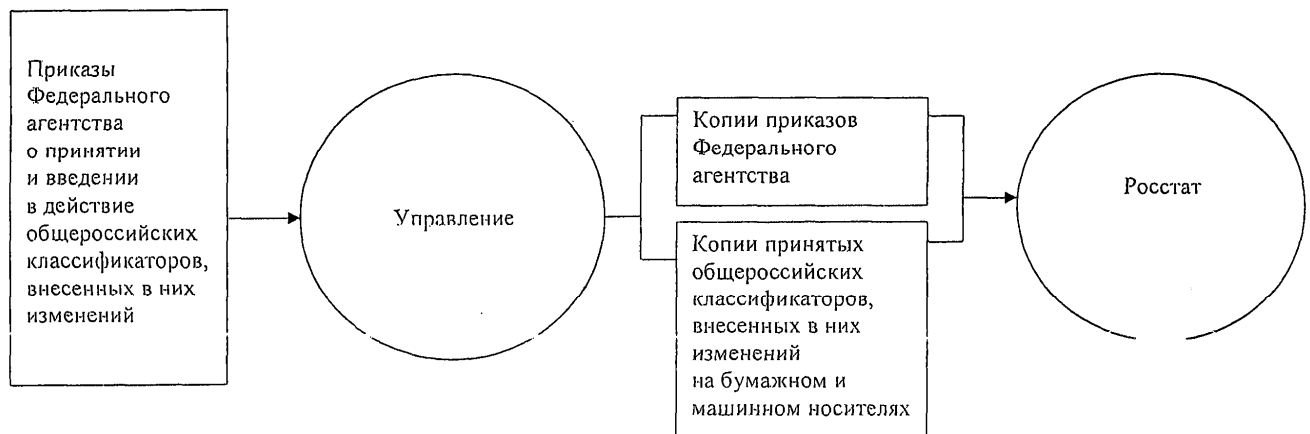 Приказы
Федерального
агентства
о принятии
и введении
в действие
общероссийских
классификаторов,
внесенных в них
изменений
Управление
Копии приказов
Федерального
агентства
Копии принятых
общероссийских
классификаторов,
внесенных в них
изменений
на бумажном и
машинном носителях
Росстат